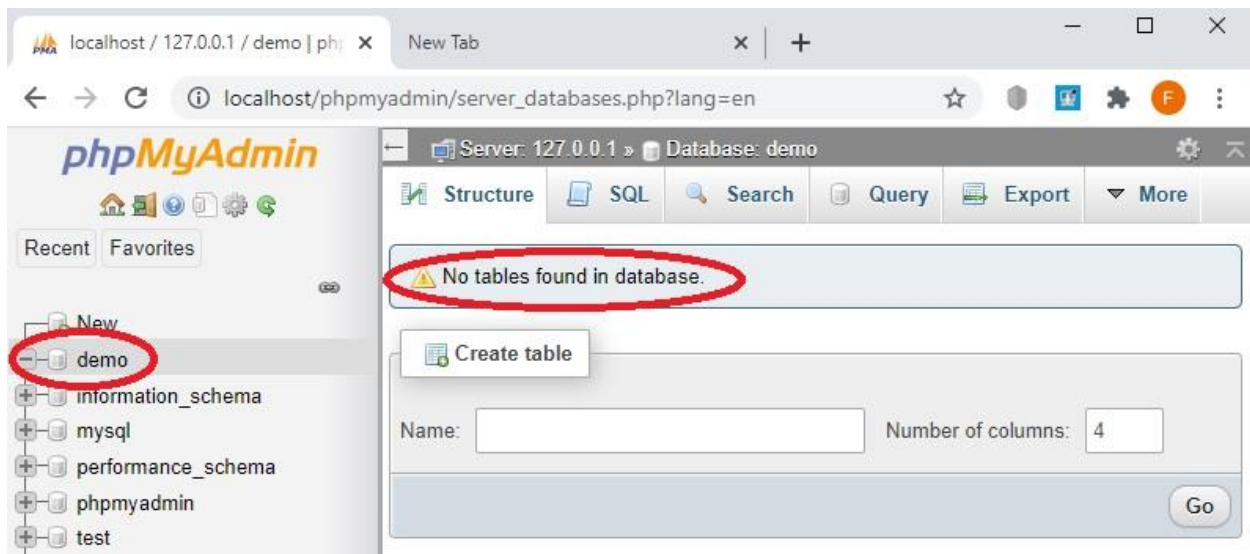 localhost / 127.0.0.1 / demo | ph
New Tab
localhost/phpmyadmin/server_databases.php?lang=en
F
phpMyAdmin
Recent Favorites
New
demo
information_schema
mysql
performance_schema
phpmyadmin
test
Server: 127.0.0.1 » Database: demo
Structure SQL Search Query Export More
No tables found in database.
Create table
Name: Number of columns: 4
Go